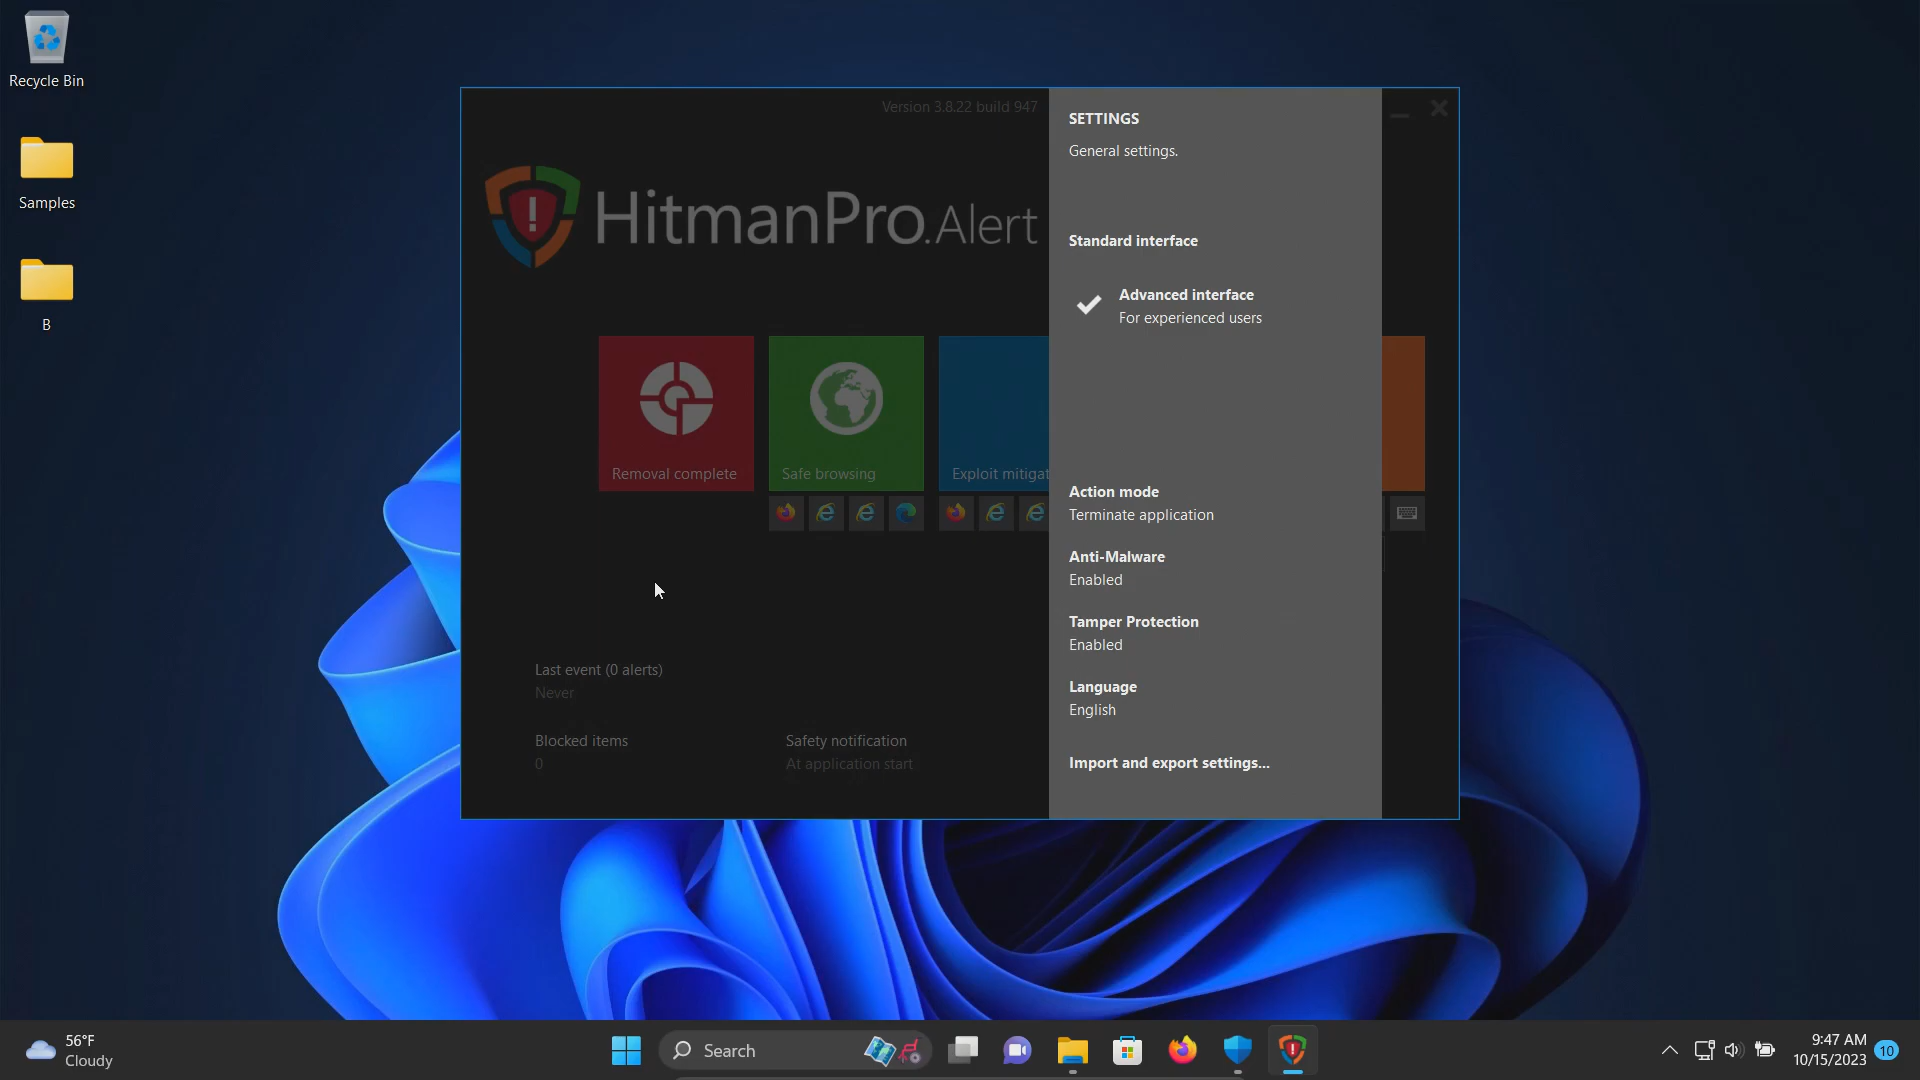 Recycle Bin
Samples
B
Version 3.8.22 build 947
HitmanPro.Alert
Removal complete
Safe browsing
Exploit mitigat
Last event (0 alerts)
Never
Blocked items
0
Safety notification
At application start
SETTINGS
General settings.
Standard interface
Advanced interface
For experienced users
Action mode
Terminate application
Anti-Malware
Enabled
Tamper Protection
Enabled
Language
English
Import and export settings...
56°F
Cloudy
Search
9:47 AM
10/15/2023
10